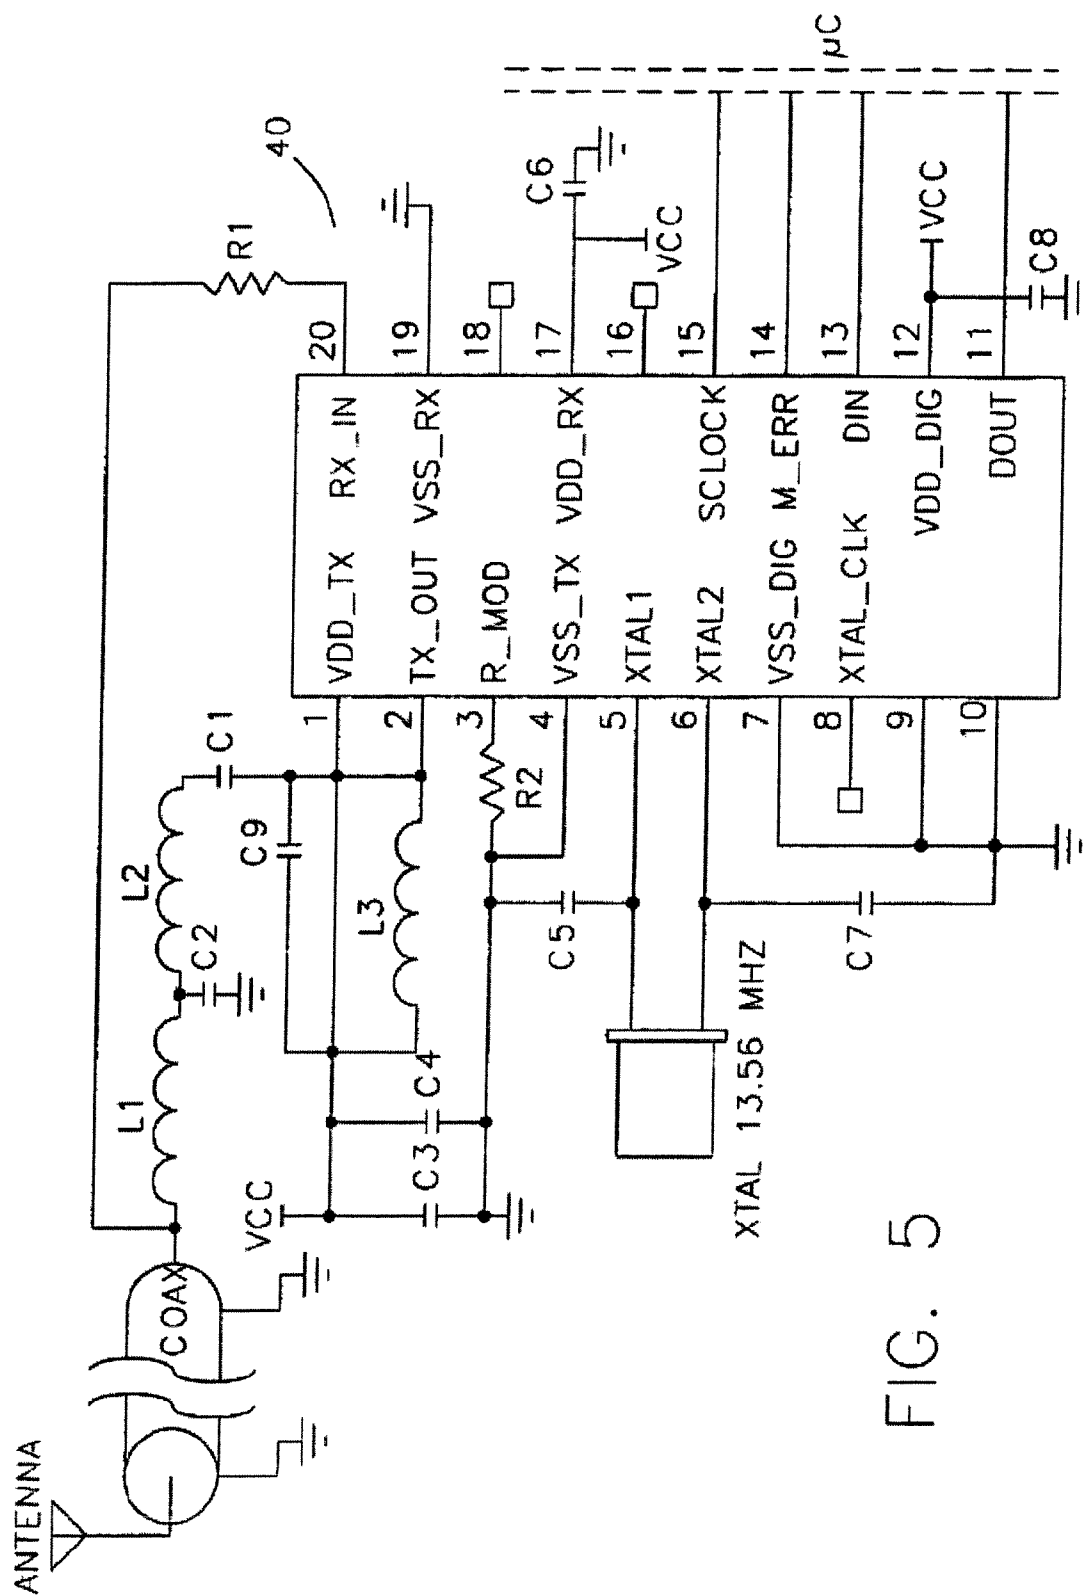 ANTENNA
COAX
L1
L2
C2
C1
R1
40
VCC
C3
C4
C9
L3
R2
C5
C7
XTAL 13.56 MHZ
1
2
3
4
5
6
7
8
9
10
VDD_TX
TX_OUT
R_MOD
VSS_TX
XTAL1
XTAL2
VSS_DIG
XTAL_CLK
RX_IN
VSS_RX
VDD_RX
SCLOCK
M_ERR
DIN
VDD_DIG
DOUT
20
19
18
17
16
15
14
13
12
11
C6
VCC
VCC
C8
µC
FIG. 5